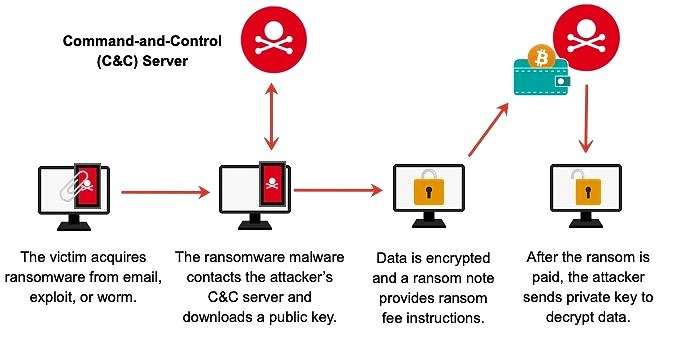 Command-and-Control
(C&C) Server
The victim acquires
ransomware from email,
exploit, or worm.
The ransomware malware
contacts the attacker's
C&C server and
downloads a public key.
Data is encrypted
and a ransom note
provides ransom
fee instructions.
After the ransom is
paid, the attacker
sends private key to
decrypt data.